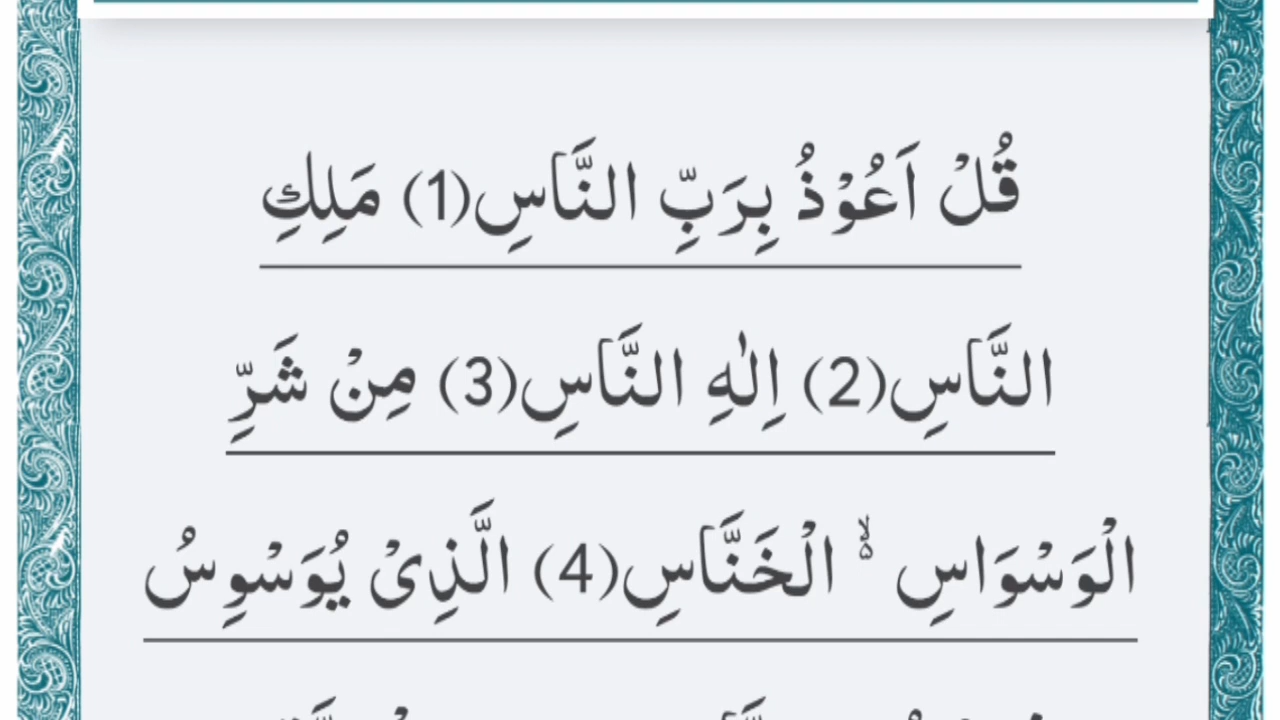 قُلْ اَعُوْذُ بِرَبِّ النَّاسِ(1) مَلِكِ
النَّاسِ(2) اِلٰهِ النَّاسِ(3) مِنْ شَرِّ
الْوَسْوَاسِ ۙ۬ الْخَنَّاسِ(4) الَّذِیْ یُوَسْوِسُ